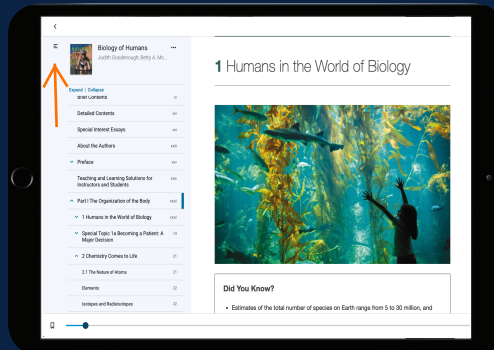 Biology of Humans
Judith Goodenough, Betty A. Mc...
Expand | Collapse
Brief Contents
Detailed Contents
Special Interest Essays
About the Authors
Preface
Teaching and Learning Solutions for
Instructors and Students
Part I The Organization of the Body
1 Humans in the World of Biology
Special Topic 1a Becoming a Patient: A 19
Major Decision
2 Chemistry Comes to Life 21
2.1 The Nature of Atoms 21
Elements 22
Isotopes and Radioisotopes 22
1 Humans in the World of Biology
Did You Know?
• Estimates of the total number of species on Earth range from 5 to 30 million, and